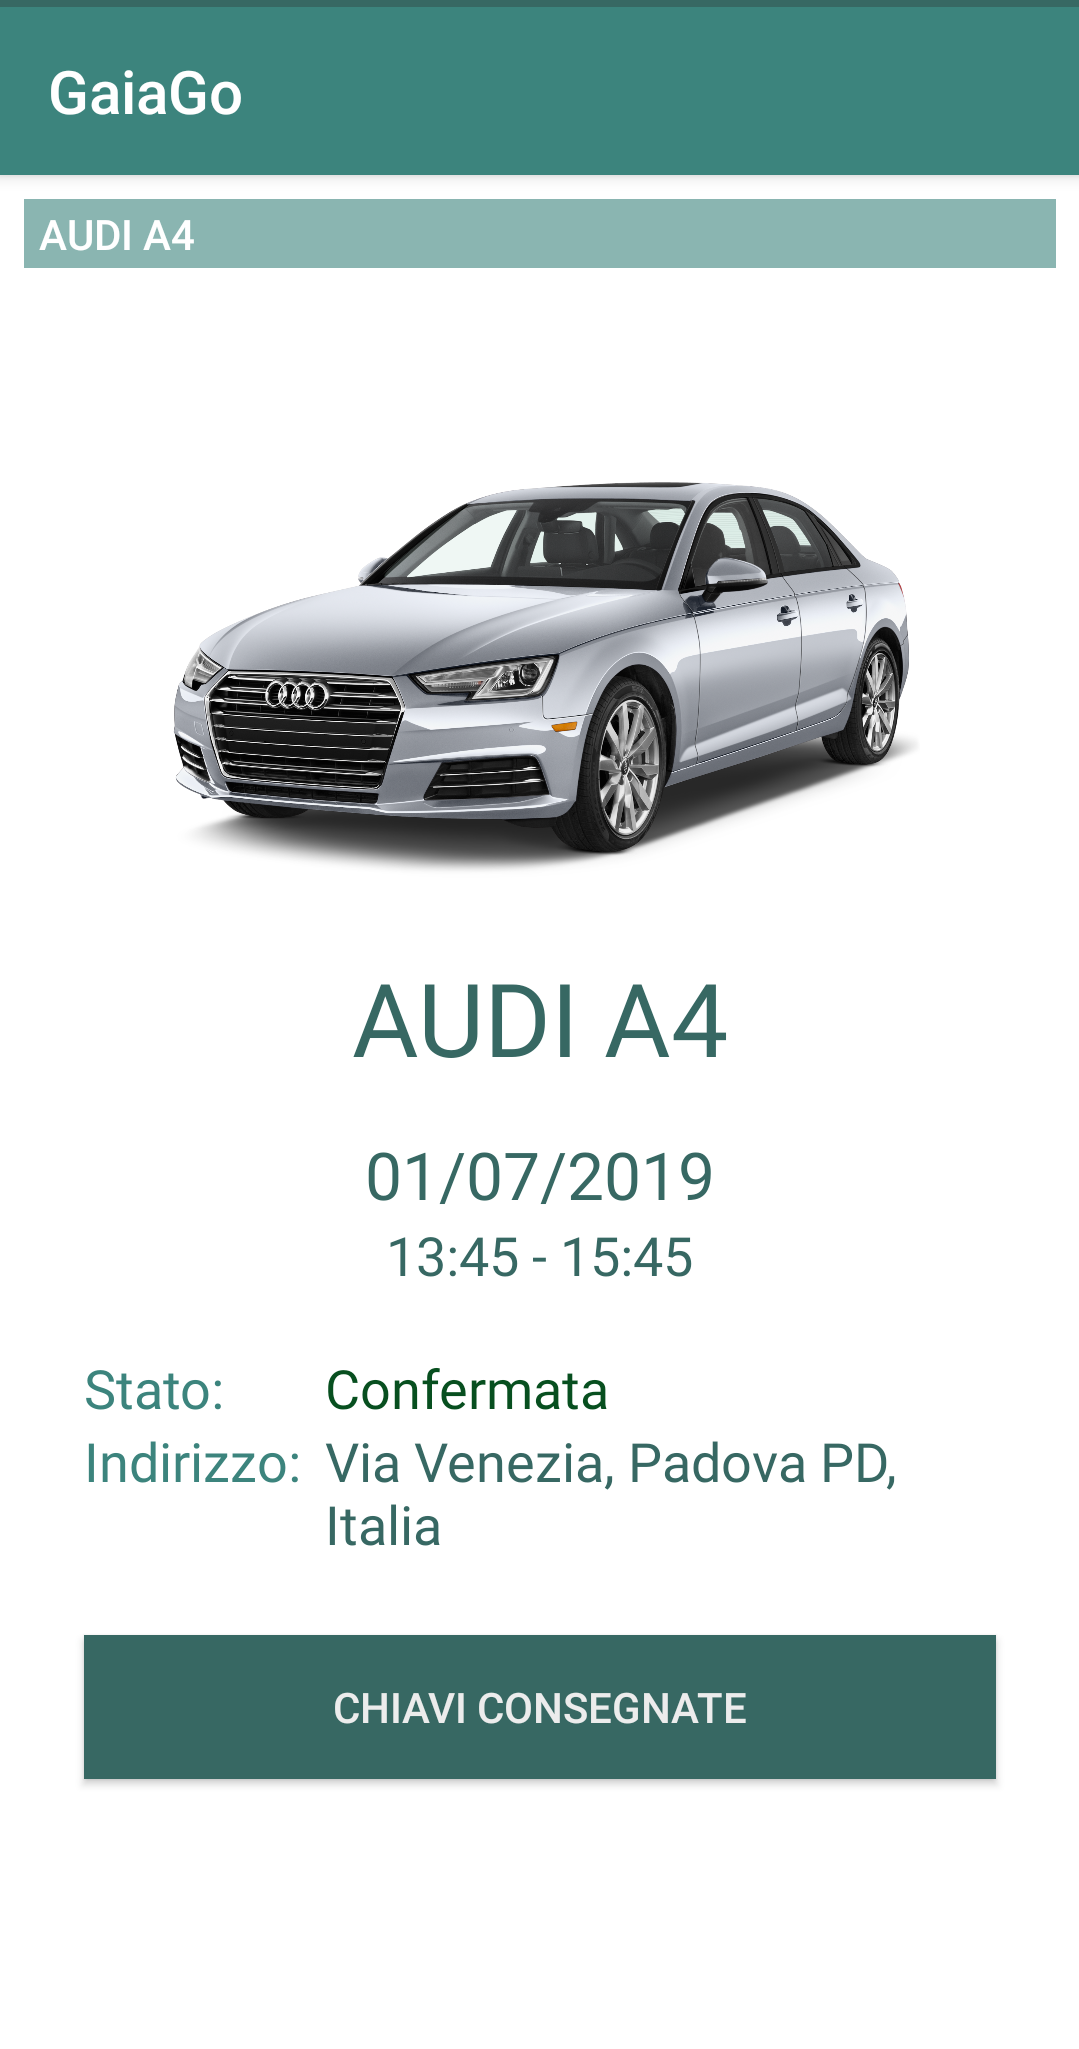 GaiaGo
AUDI A4
AUDI A4
01/07/2019
13:45 - 15:45
Stato: Confermata
Indirizzo: Via Venezia, Padova PD,
Italia
CHIAVI CONSEGNATE